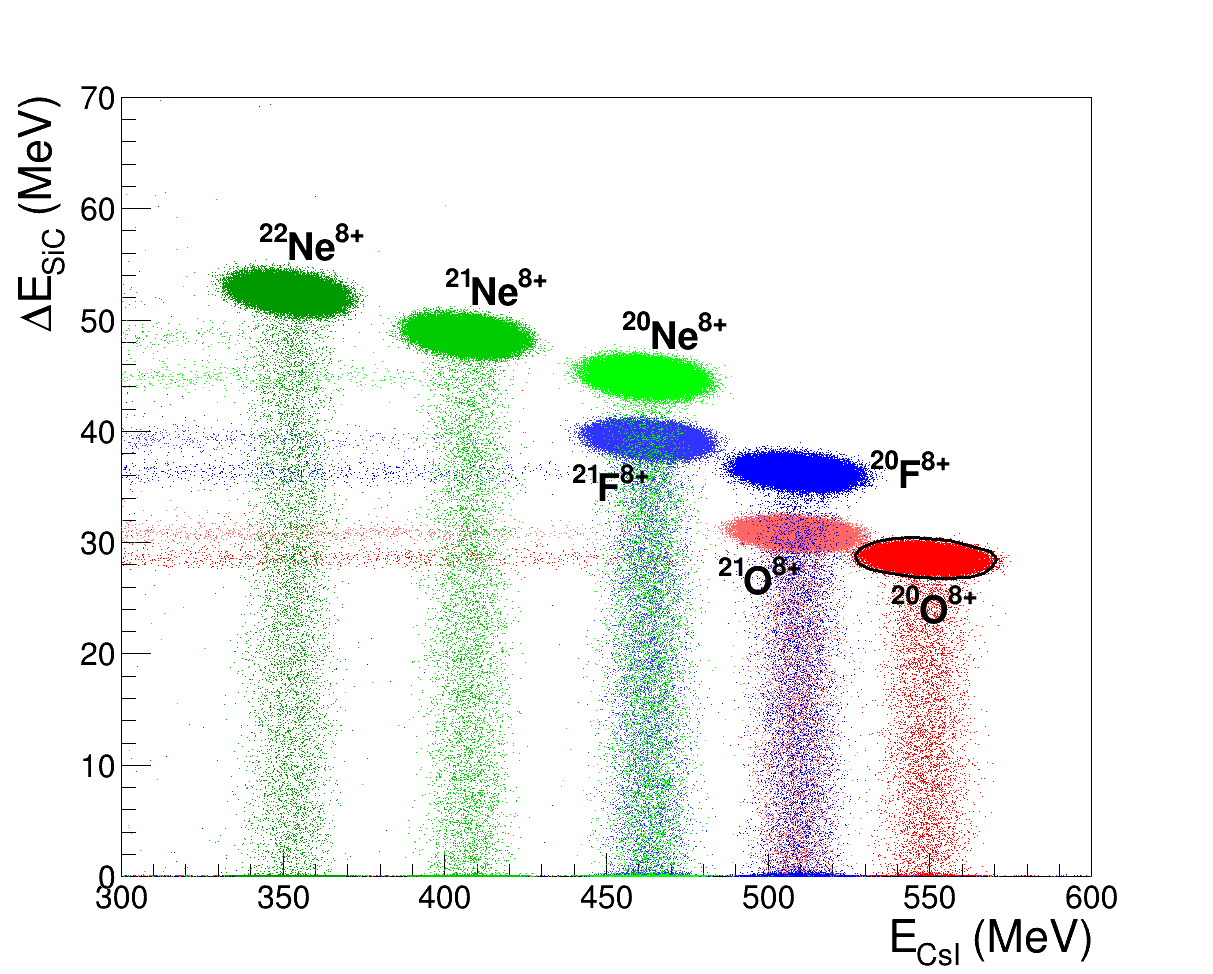 ΔE_SiC (MeV)
70
60
50
40
30
20
10
0
²²Ne⁸⁺
²¹Ne⁸⁺
²⁰Ne⁸⁺
²¹F⁸⁺
²⁰F⁸⁺
²¹O⁸⁺
²⁰O⁸⁺
300 350 400 450 500 550 600
E_CsI (MeV)